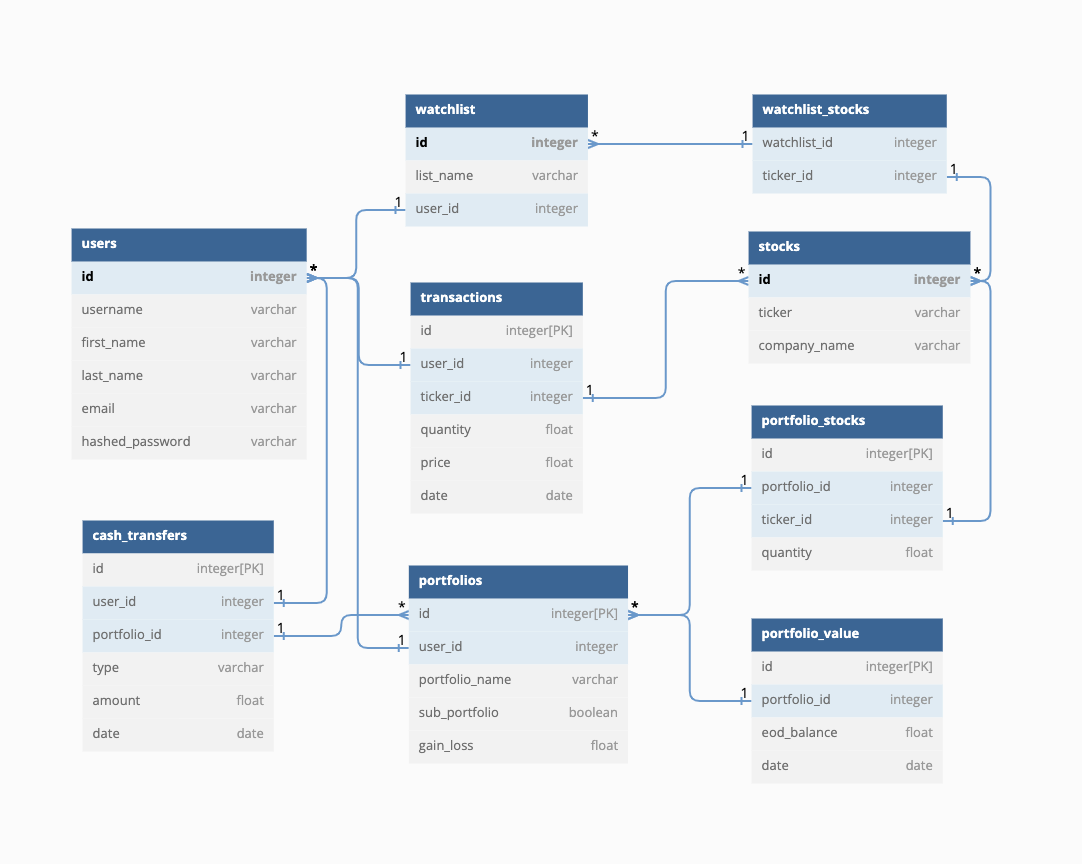 watchlist
id integer
list_name varchar
user_id integer
watchlist_stocks
watchlist_id integer
ticker_id integer
users
id integer
username varchar
first_name varchar
last_name varchar
email varchar
hashed_password varchar
transactions
id integer[PK]
user_id integer
ticker_id integer
quantity float
price float
date date
stocks
id integer
ticker varchar
company_name varchar
portfolio_stocks
id integer[PK]
portfolio_id integer
ticker_id integer
quantity float
cash_transfers
id integer[PK]
user_id integer
portfolio_id integer
type varchar
amount float
date date
portfolios
id integer[PK]
user_id integer
portfolio_name varchar
sub_portfolio boolean
gain_loss float
portfolio_value
id integer[PK]
portfolio_id integer
eod_balance float
date date
*
1
1
1
*
*
*
1
1
1
1
1
*
*
1
1
1
1